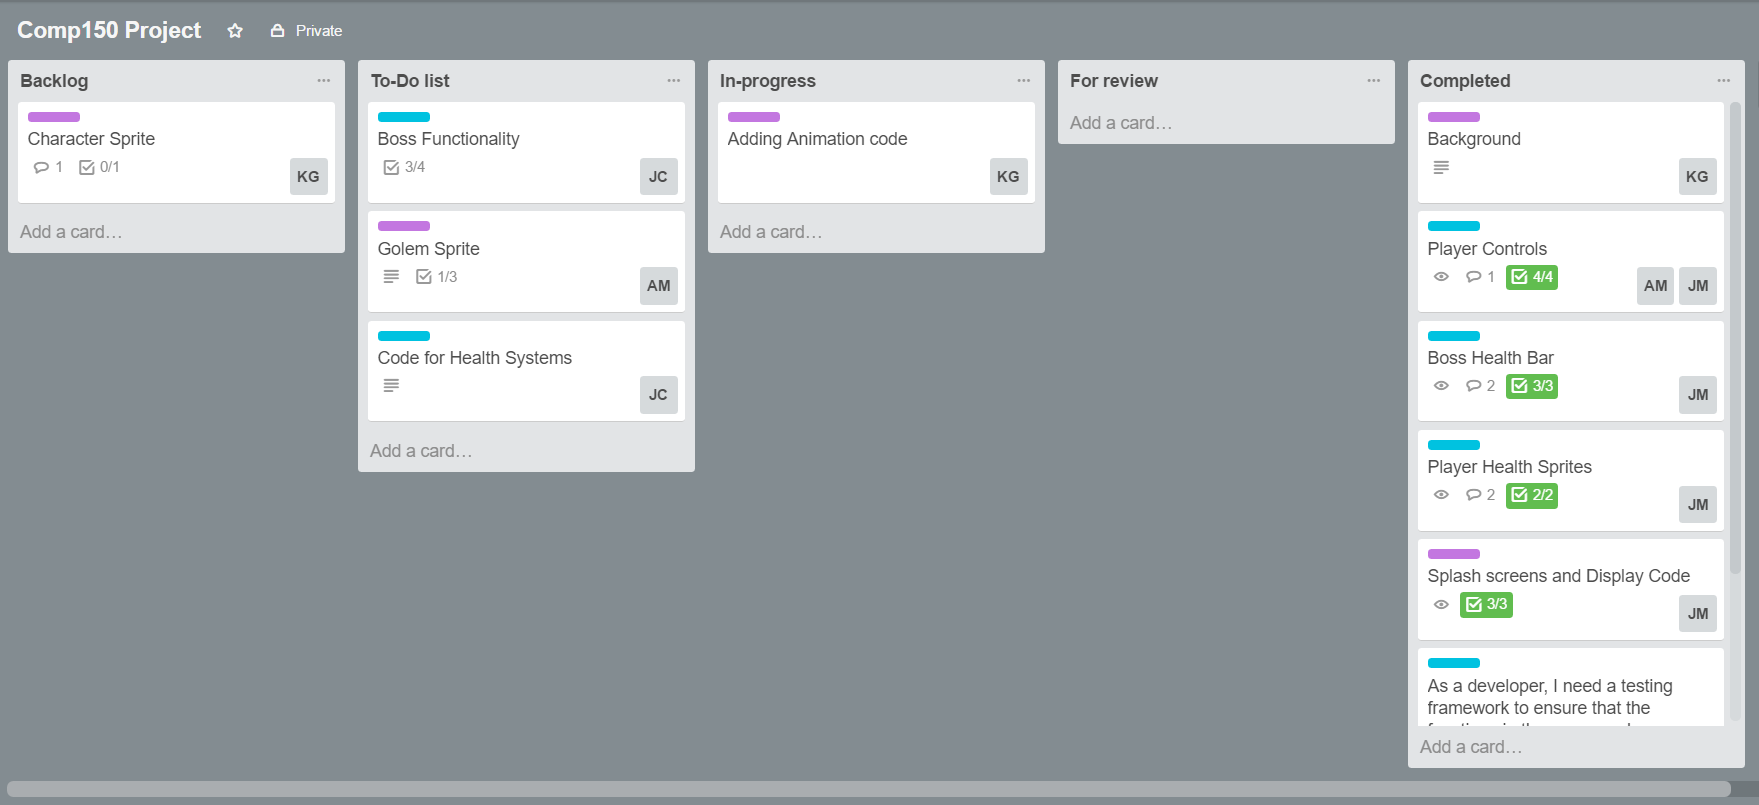 Comp150 Project Private
Backlog
Character Sprite
1 0/1
KG
Add a card…
To-Do list
Boss Functionality
3/4
JC
Golem Sprite
1/3
AM
Code for Health Systems
JC
Add a card…
In-progress
Adding Animation code
KG
Add a card…
For review
Add a card…
Completed
Background
KG
Player Controls
1 4/4
AM JM
Boss Health Bar
2 3/3
JM
Player Health Sprites
2 2/2
JM
Splash screens and Display Code
3/3
JM
As a developer, I need a testing
framework to ensure that the
Add a card…